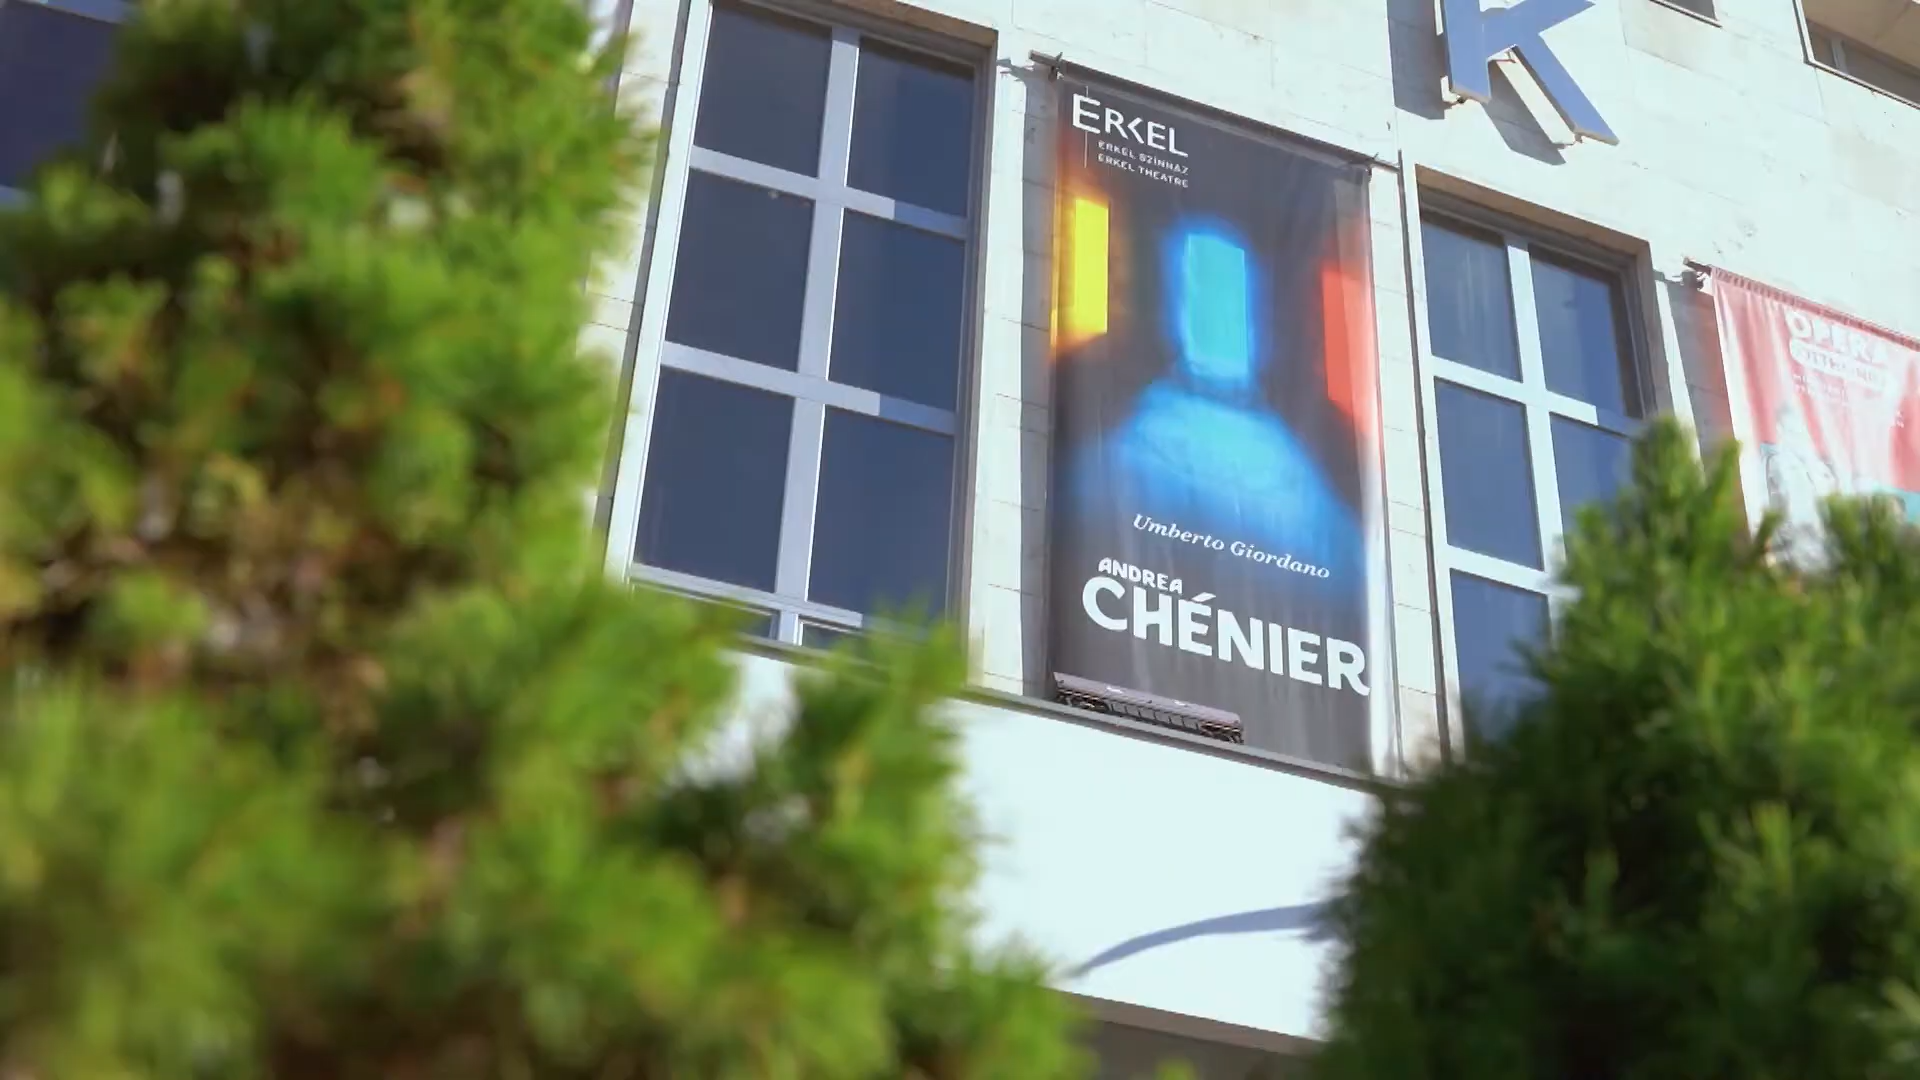 K
ERKEL
ERKEL SZÍNHÁZ
ERKEL THEATRE
Umberto Giordano
ANDREA
CHÉNIER
OPERA